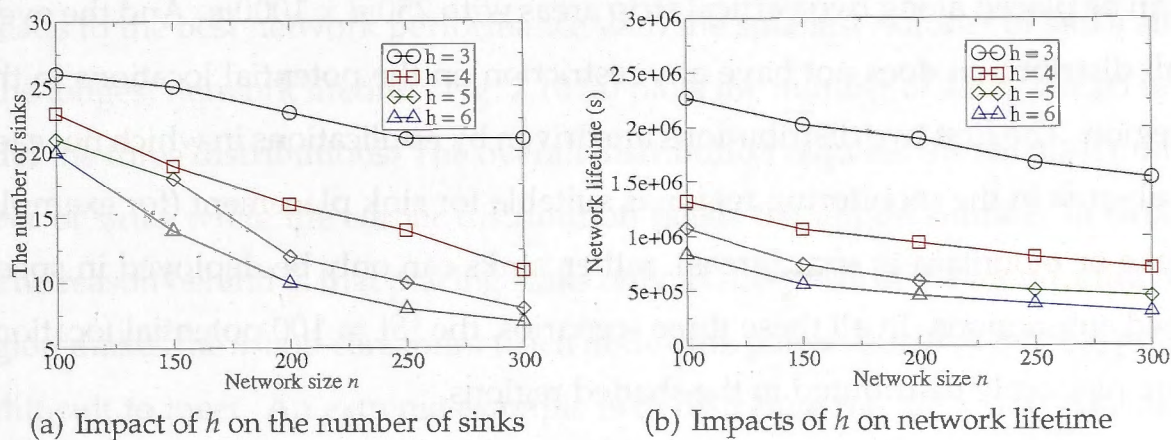 30
25
20
15
10
5
The number of sinks
h = 3
h = 4
h = 5
h = 6
100
150
200
250
300
Network size n
(a) Impact of h on the number of sinks
3e+06
2.5e+06
2e+06
1.5e+06
1e+06
5e+05
0
Network lifetime (s)
h = 3
h = 4
h = 5
h = 6
100
150
200
250
300
Network size n
(b) Impacts of h on network lifetime